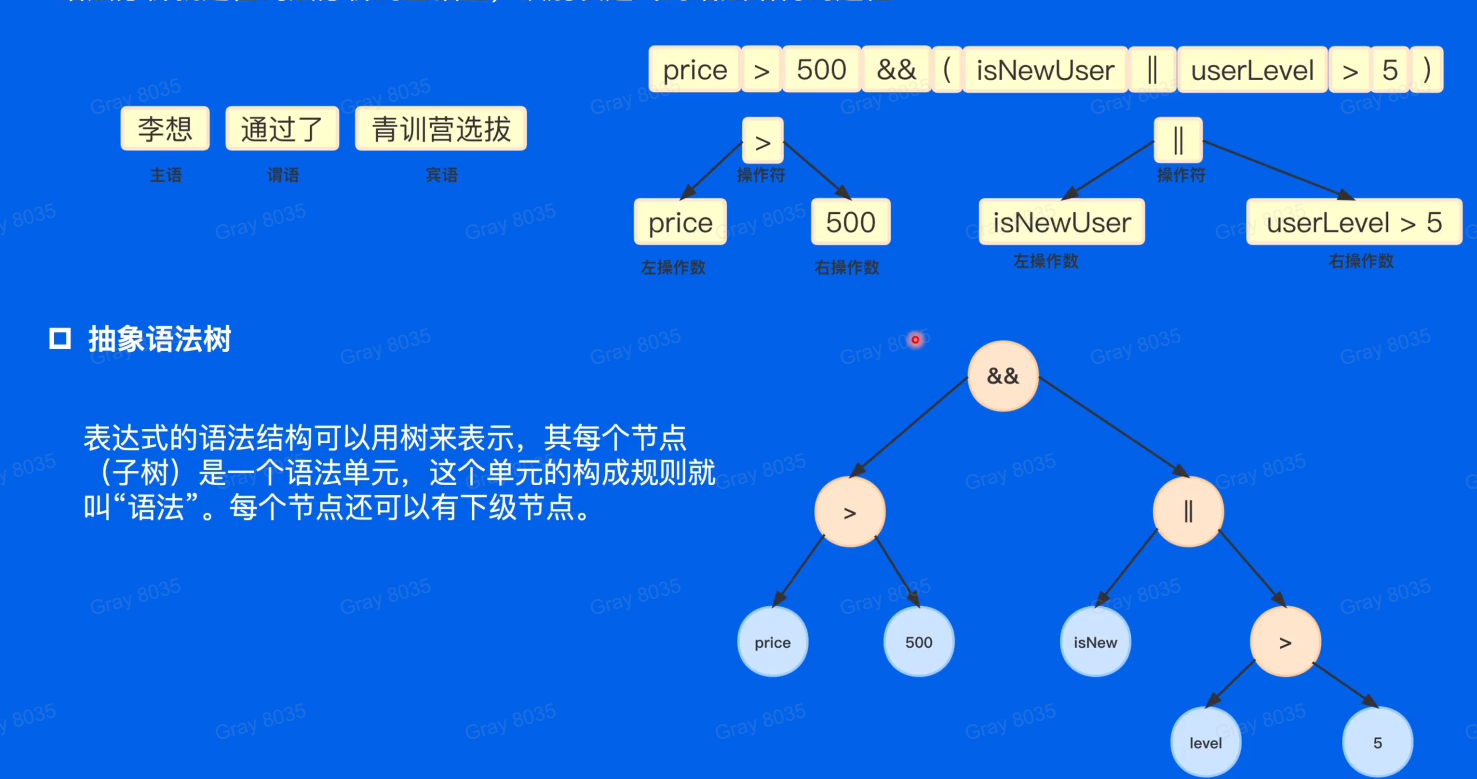 price > 500 && ( isNewUser || userLevel > 5 )
李想 通过了 青训营选拔
主语 谓语 宾语
>
操作符
price 500
左操作数 右操作数
||
操作符
isNewUser userLevel > 5
左操作数 右操作数
抽象语法树
表达式的语法结构可以用树来表示，其每个节点
（子树）是一个语法单元，这个单元的构成规则就
叫“语法”。每个节点还可以有下级节点。
&&
> ||
price 500 isNew >
level 5
Gray 8035